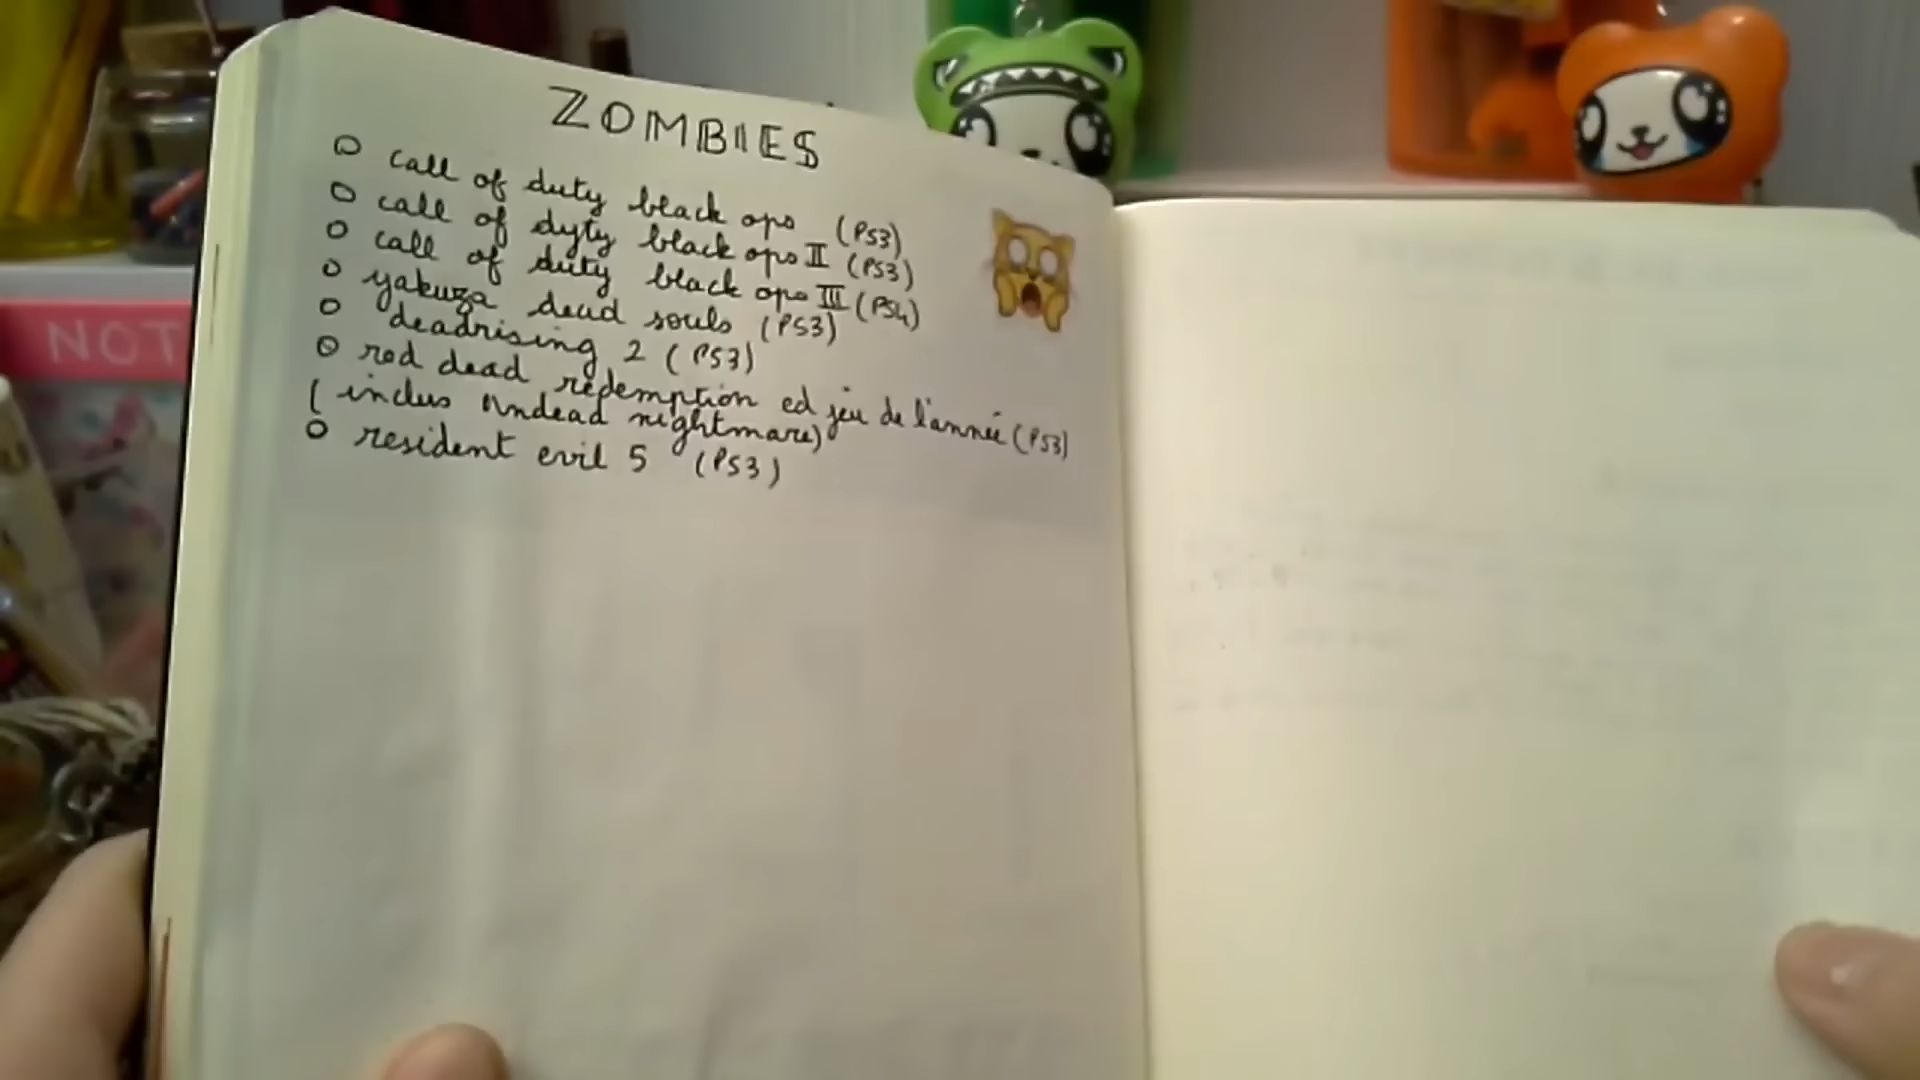 ZOMBIES
call of duty black ops (PS3)
call of dyty black ops II (PS3)
call of duty black ops III (PS4)
yakuza dead souls (PS3)
deadrising 2 (PS3)
red dead redemption ed jeu de l'année (PS3)
( inclus Undead nightmare)
resident evil 5 (PS3)
NOT